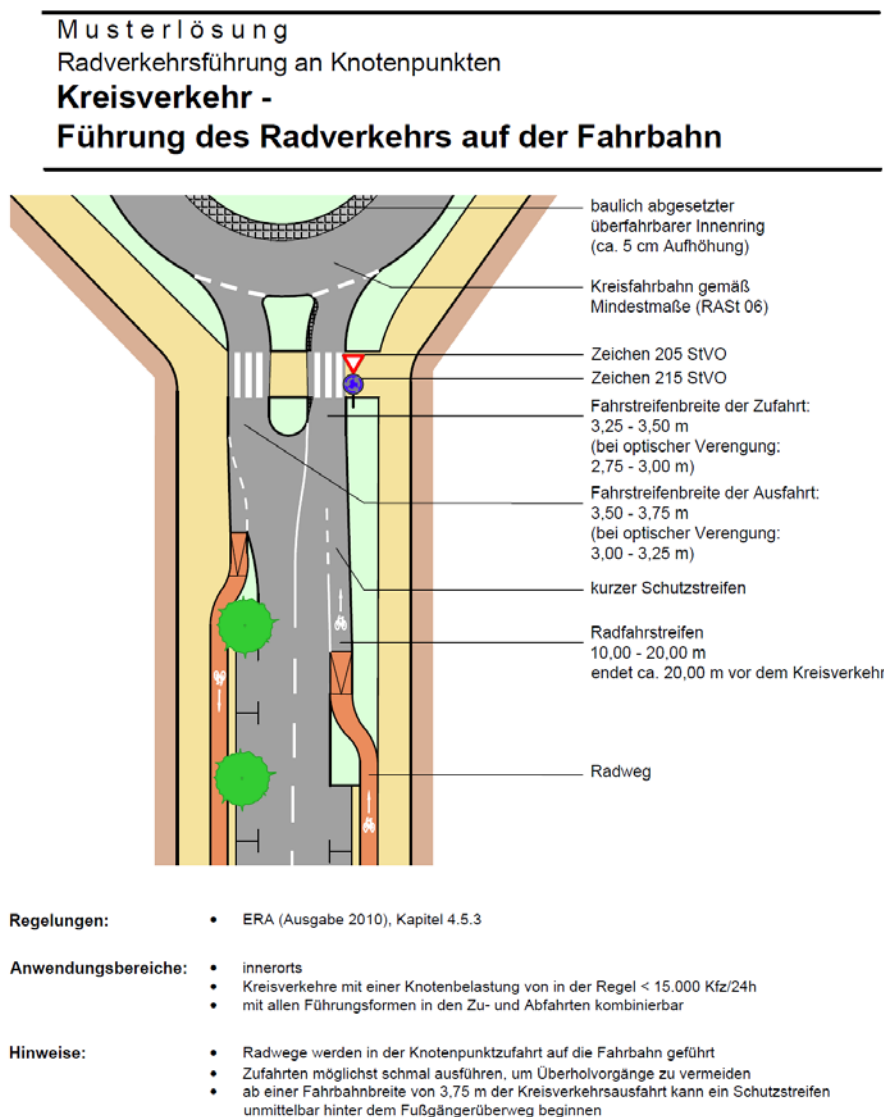 Musterlösung
Radverkehrsführung an Knotenpunkten
Kreisverkehr -
Führung des Radverkehrs auf der Fahrbahn
baulich abgesetzter
überfahrbarer Innenring
(ca. 5 cm Aufhöhung)
Kreisfahrbahn gemäß
Mindestmaße (RASt 06)
Zeichen 205 StVO
Zeichen 215 StVO
Fahrstreifenbreite der Zufahrt:
3,25 - 3,50 m
(bei optischer Verengung:
2,75 - 3,00 m)
Fahrstreifenbreite der Ausfahrt:
3,50 - 3,75 m
(bei optischer Verengung:
3,00 - 3,25 m)
kurzer Schutzstreifen
Radfahrstreifen
10,00 - 20,00 m
endet ca. 20,00 m vor dem Kreisverkehr
Radweg
Regelungen: • ERA (Ausgabe 2010), Kapitel 4.5.3
Anwendungsbereiche: • innerorts
• Kreisverkehre mit einer Knotenbelastung von in der Regel < 15.000 Kfz/24h
• mit allen Führungsformen in den Zu- und Abfahrten kombinierbar
Hinweise: • Radwege werden in der Knotenpunktzufahrt auf die Fahrbahn geführt
• Zufahrten möglichst schmal ausführen, um Überholvorgänge zu vermeiden
• ab einer Fahrbahnbreite von 3,75 m der Kreisverkehrsausfahrt kann ein Schutzstreifen
unmittelbar hinter dem Fußgängerüberweg beginnen